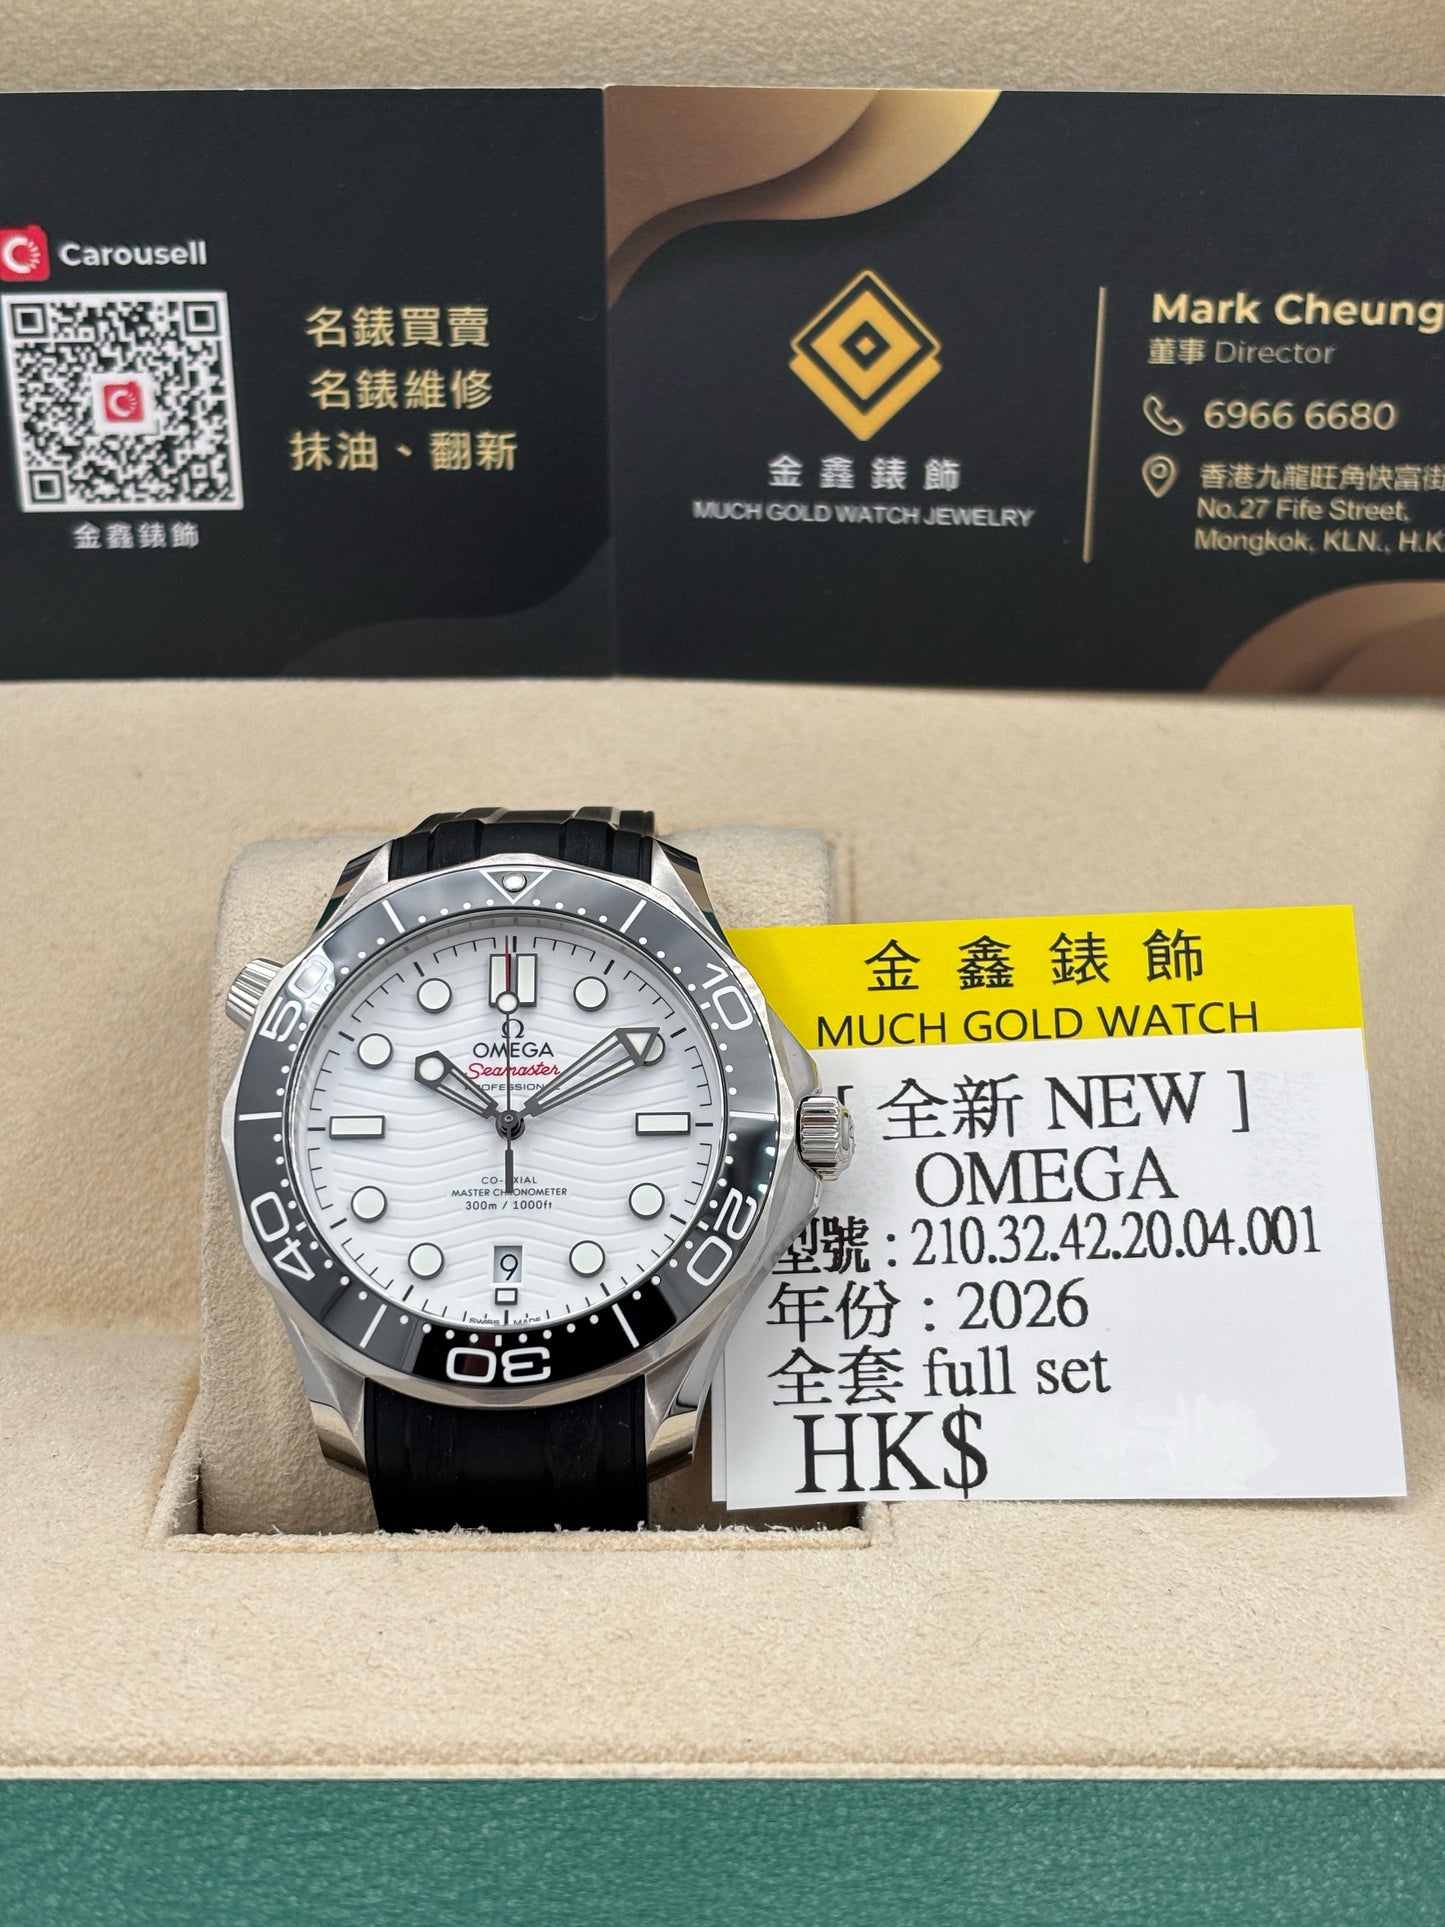 Carousell
名錶買賣
名錶維修
抹油、翻新
金鑫錶飾
金鑫錶飾
MUCH GOLD WATCH JEWELRY
Mark Cheung
董事 Director
6966 6680
香港九龍旺角快富街
No.27 Fife Street,
Mongkok, KLN., H.K
10
20
30
40
50
OMEGA
Seamaster
PROFESSIONAL
CO-AXIAL
MASTER CHRONOMETER
300m / 1000ft
9
SWISS MADE
金鑫錶飾
MUCH GOLD WATCH
[ 全新 NEW ]
OMEGA
型號 : 210.32.42.20.04.001
年份 : 2026
全套 full set
HK$